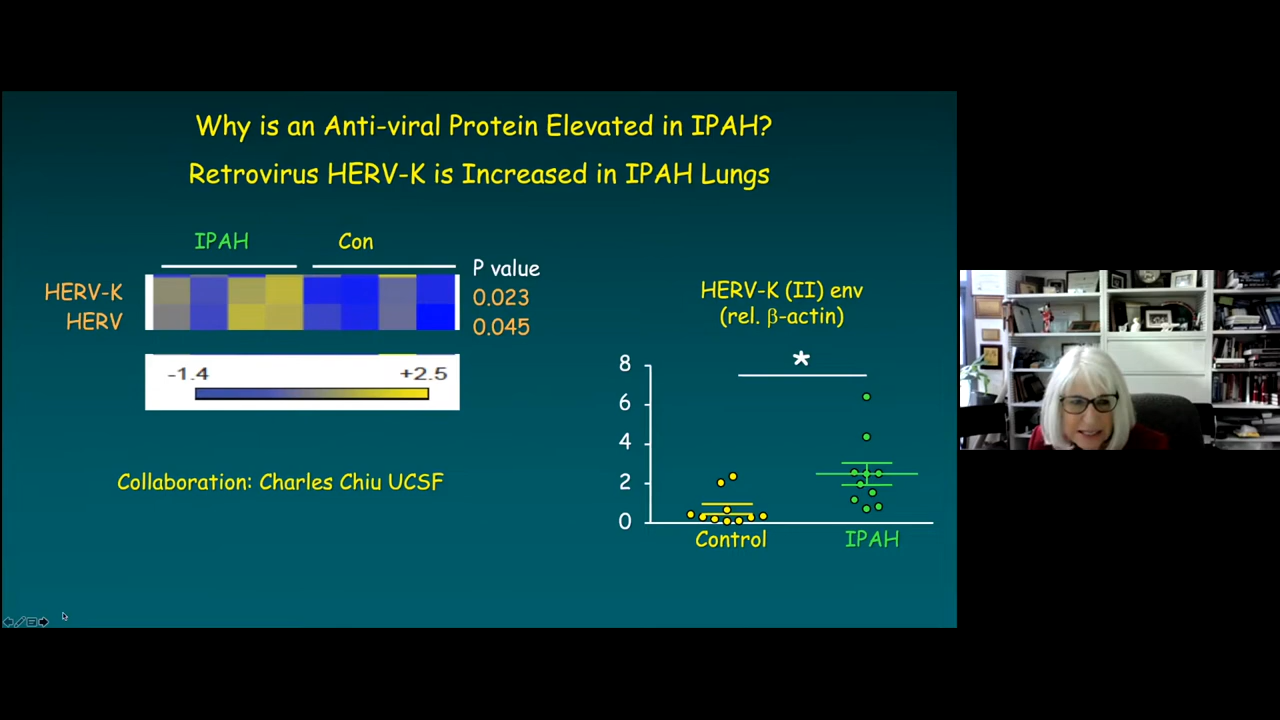 Why is an Anti-viral Protein Elevated in IPAH?
Retrovirus HERV-K is Increased in IPAH Lungs
IPAH Con
P value
HERV-K 0.023
HERV 0.045
-1.4 +2.5
Collaboration: Charles Chiu UCSF
HERV-K (II) env
(rel. β-actin)
*
8
6
4
2
0
Control IPAH